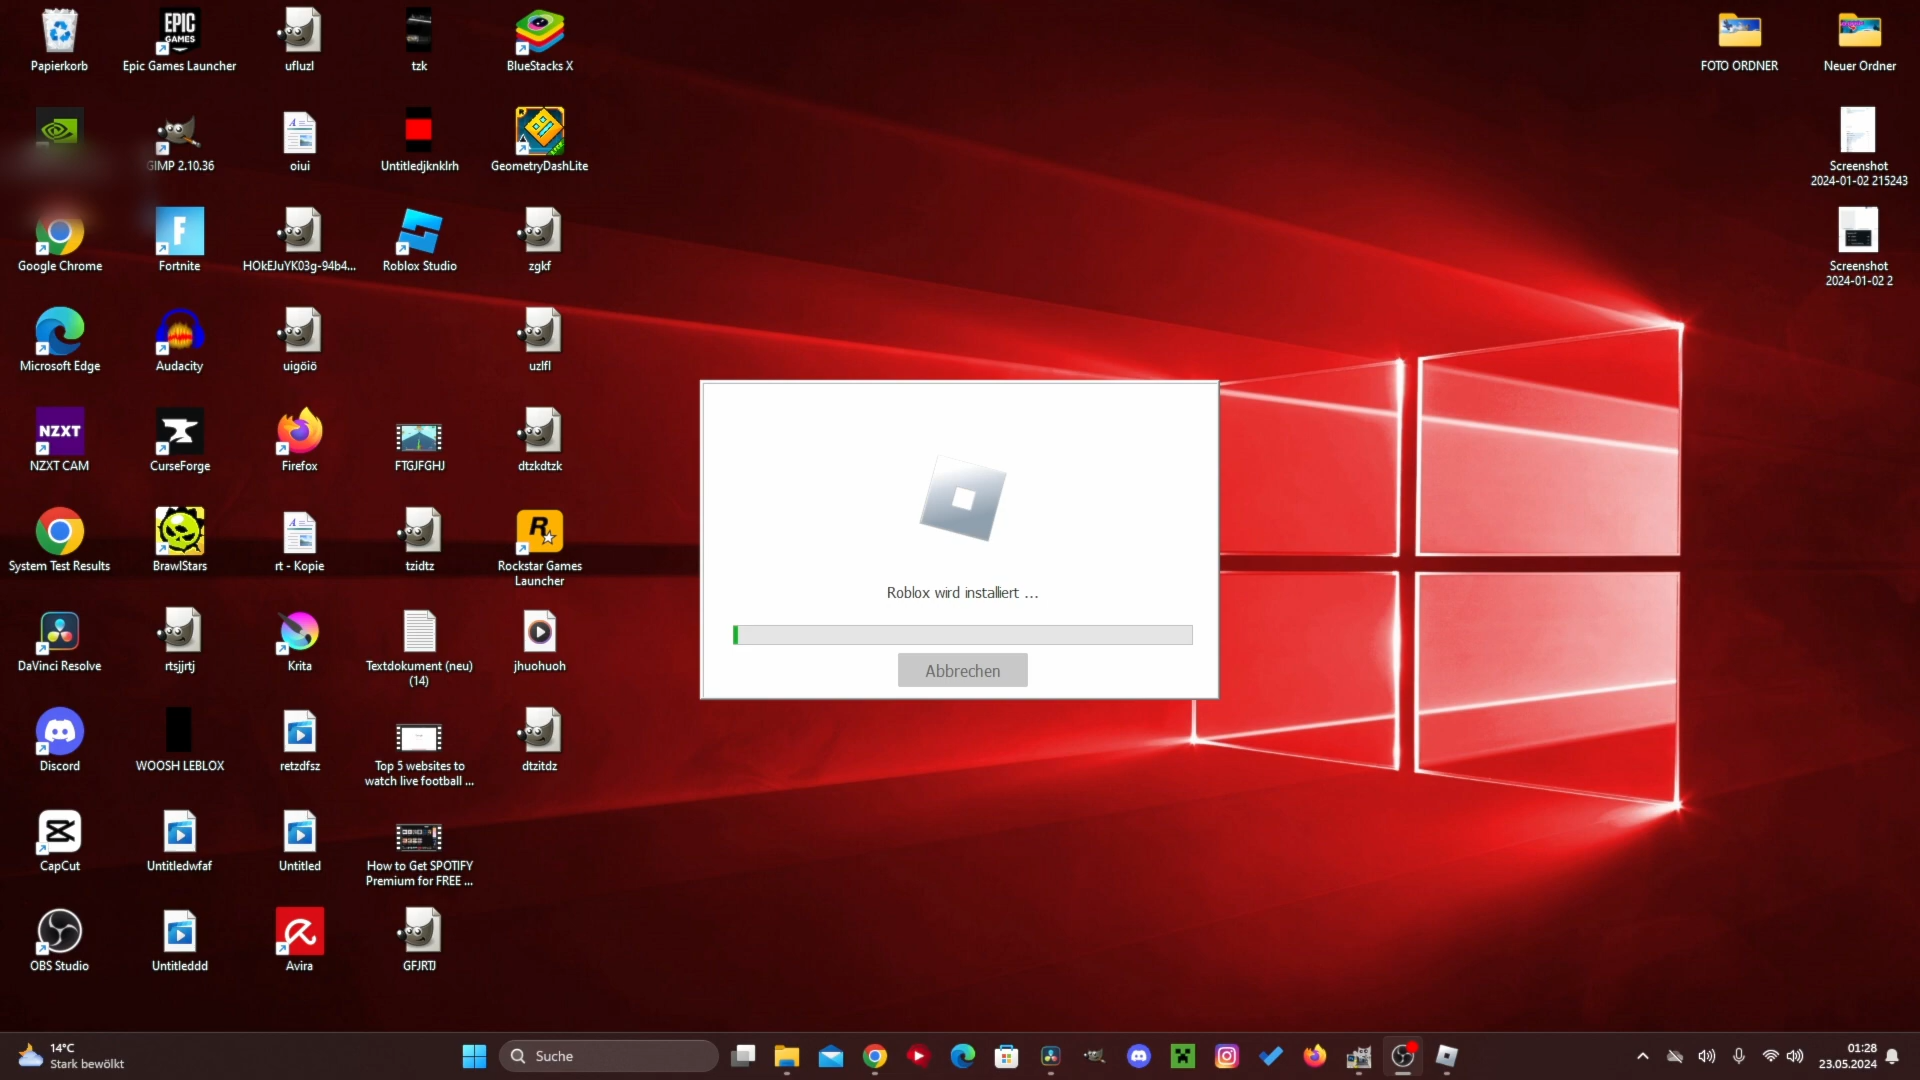 Papierkorb
EPIC
GAMES
Epic Games Launcher
ufluzl
tzk
BlueStacks X
FOTO ORDNER
Neuer Ordner
GIMP 2.10.36
oiui
Untitledjknklrh
GeometryDashLite
Screenshot
2024-01-02 215243
Google Chrome
Fortnite
HOkEJuYK03g-94b4...
Roblox Studio
zgkf
Screenshot
2024-01-02 2
Microsoft Edge
Audacity
uigöiö
uzlfl
NZXT
NZXT CAM
CurseForge
Firefox
FTGJFGHJ
dtzkdtzk
System Test Results
BrawlStars
rt - Kopie
tzidtz
Rockstar Games
Launcher
DaVinci Resolve
rtsjjrtj
Krita
Textdokument (neu)
(14)
jhuohuoh
Discord
WOOSH LEBLOX
retzdfsz
Top 5 websites to
watch live football ...
dtzitdz
CapCut
Untitledwfaf
Untitled
How to Get SPOTIFY
Premium for FREE ...
OBS Studio
Untitleddd
Avira
GFJRTJ
Roblox wird installiert ...
Abbrechen
14°C
Stark bewölkt
Suche
01:28
23.05.2024